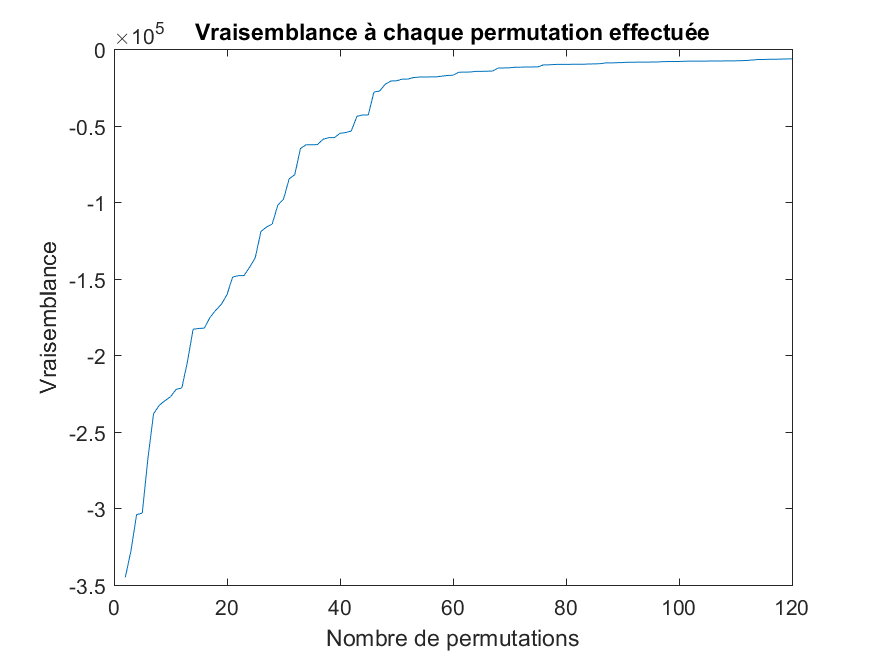 ×10⁵
Vraisemblance à chaque permutation effectuée
0
-0.5
-1
-1.5
-2
-2.5
-3
-3.5
Vraisemblance
0 20 40 60 80 100 120
Nombre de permutations